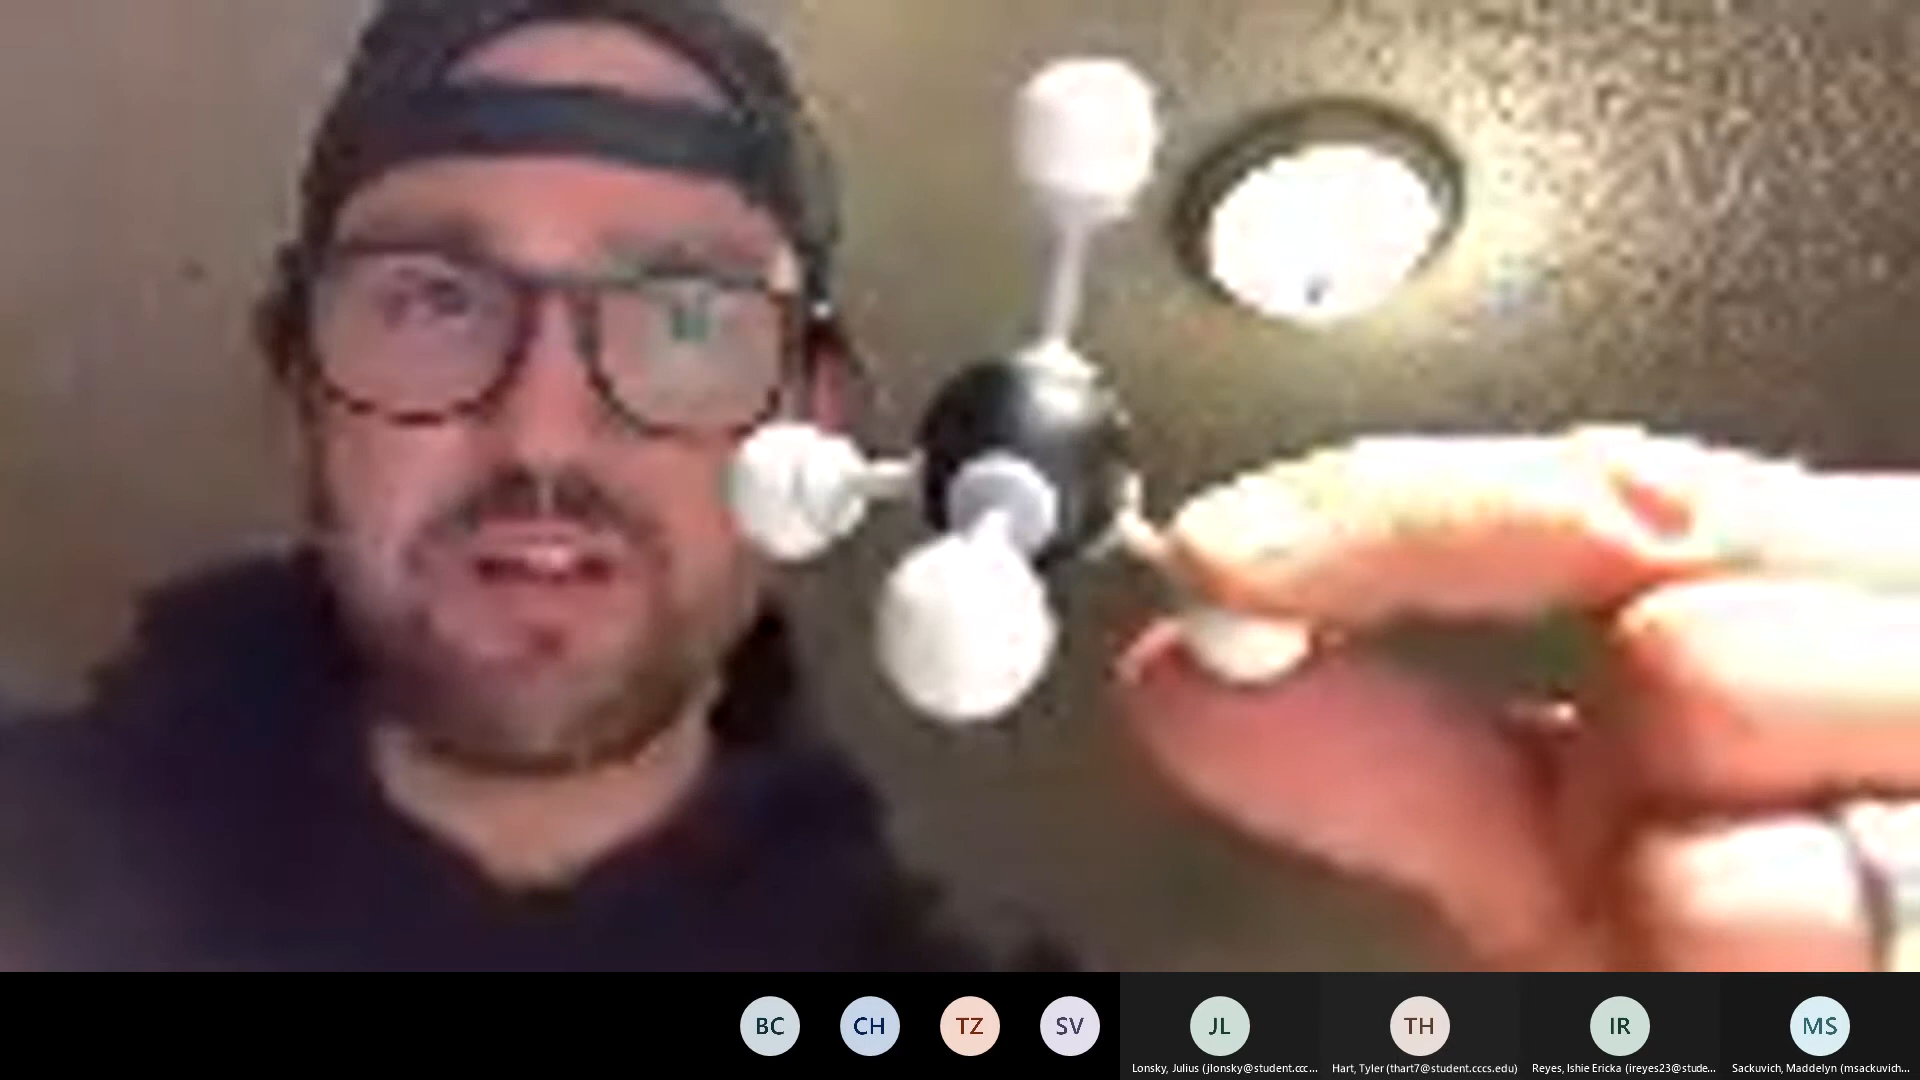 BC
CH
TZ
SV
JL
TH
IR
MS
Lonsky, Julius (jlonsky@student.ccc...
Hart, Tyler (thart7@student.cccs.edu)
Reyes, Ishie Ericka (ireyes23@stude...
Sackuvich, Maddelyn (msackuvich...